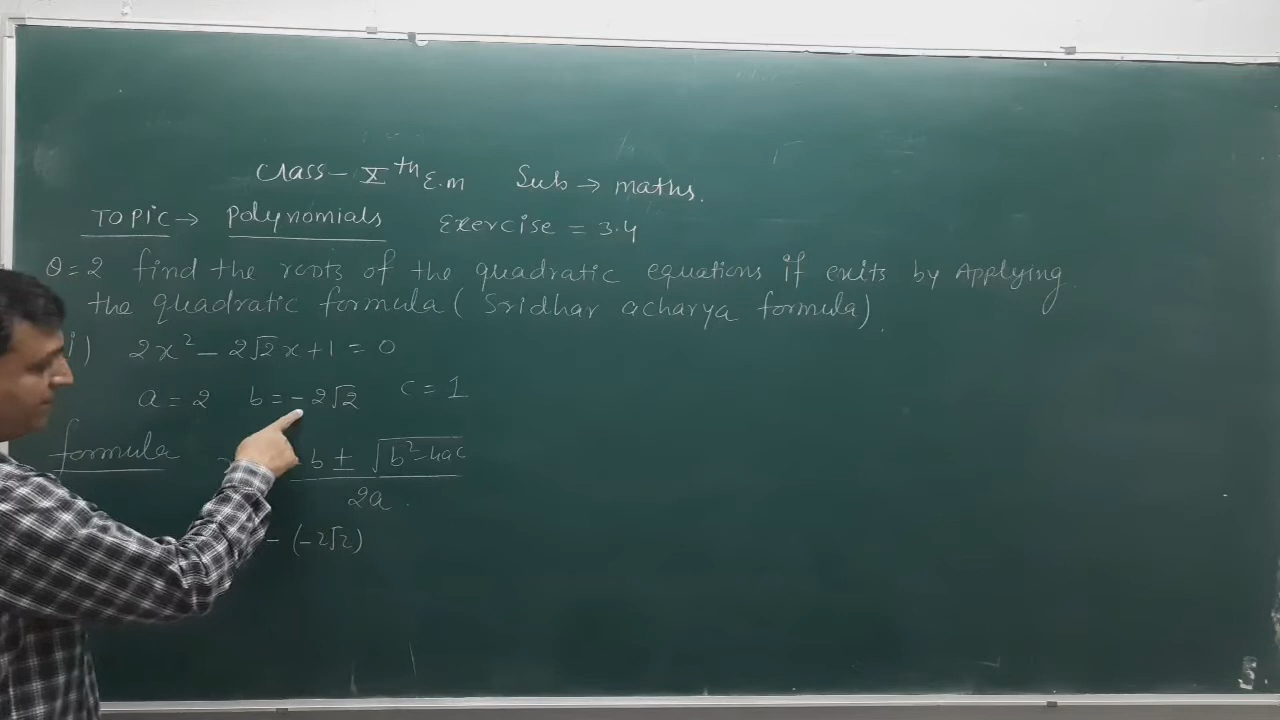 Class - X th E.m Sub → maths.
TOPIC → Polynomials Exercise = 3.4
Q=2 find the roots of the quadratic equations if exits by Applying
the quadratic formula ( Sridhar acharya formula ) .
i) 2x² - 2√2 x + 1 = 0
a = 2 b = - 2√2 c = 1
formula b ± √b² - 4ac
2a .
- (-2√2)